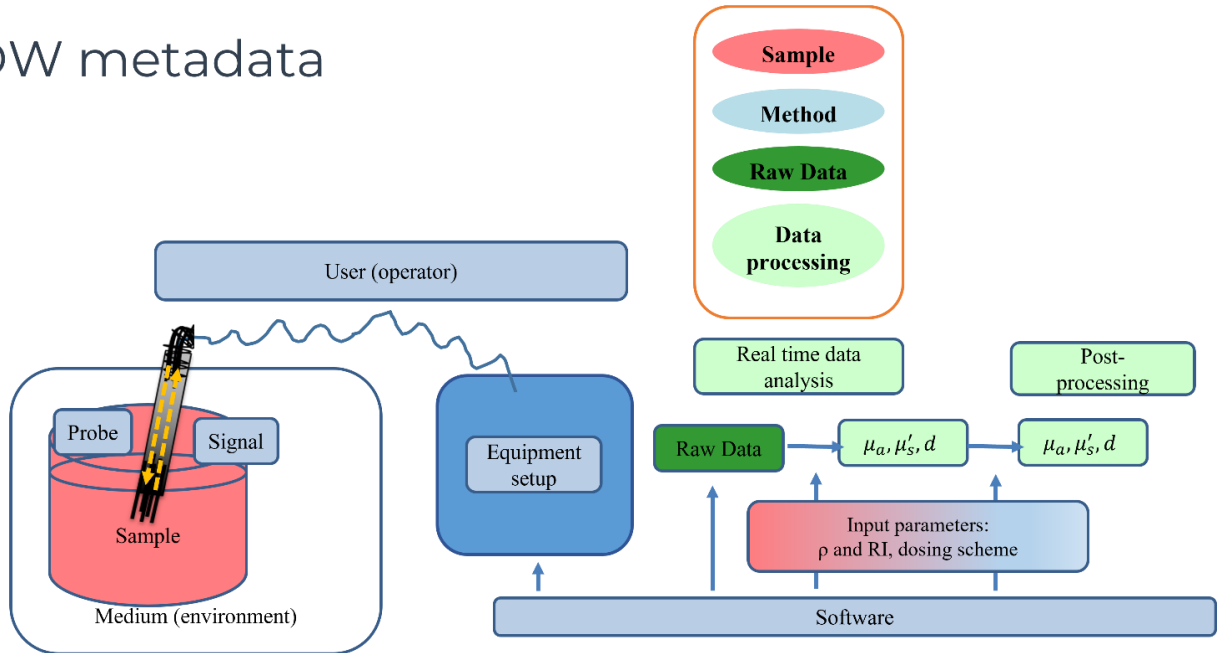 OW metadata
Sample
Method
Raw Data
Data
processing
User (operator)
Real time data
analysis
Post-
processing
Probe
Signal
Equipment
setup
Raw Data
μₐ, μ′ₛ, d
μₐ, μ′ₛ, d
Sample
Input parameters:
ρ and RI, dosing scheme
Medium (environment)
Software